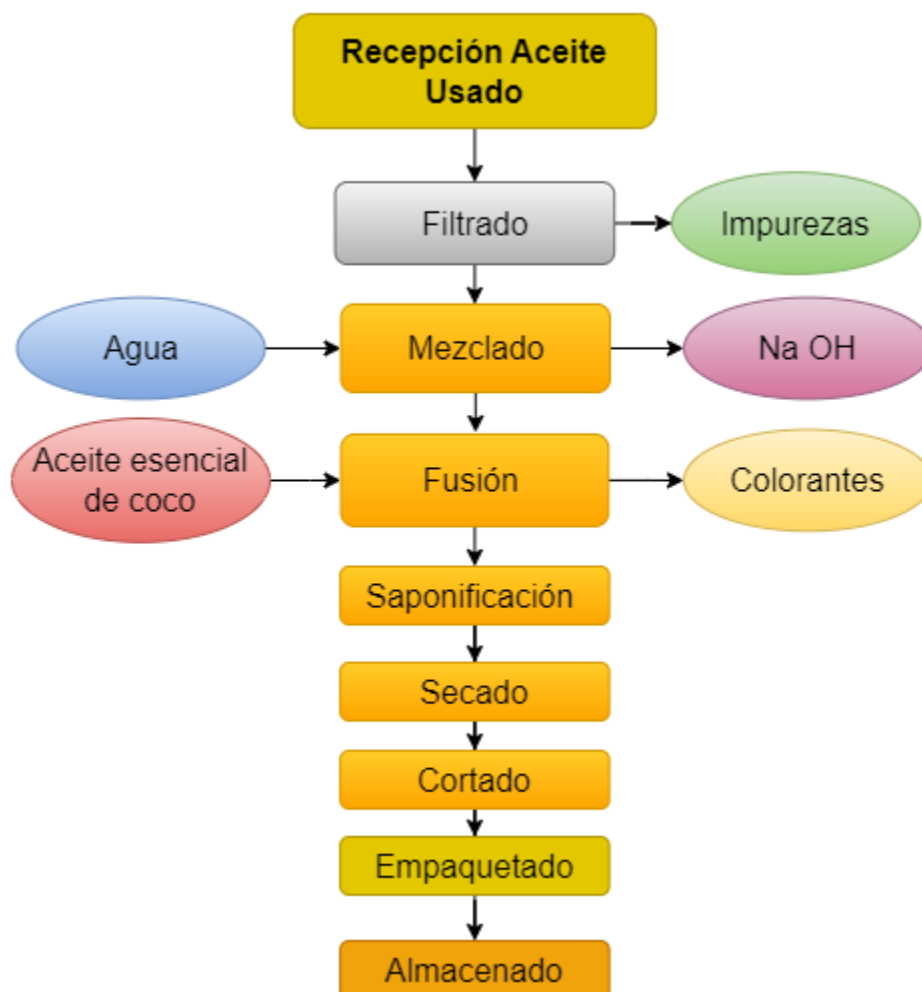 Recepción Aceite
Usado
Filtrado
Impurezas
Agua
Mezclado
Na OH
Aceite esencial
de coco
Fusión
Colorantes
Saponificación
Secado
Cortado
Empaquetado
Almacenado